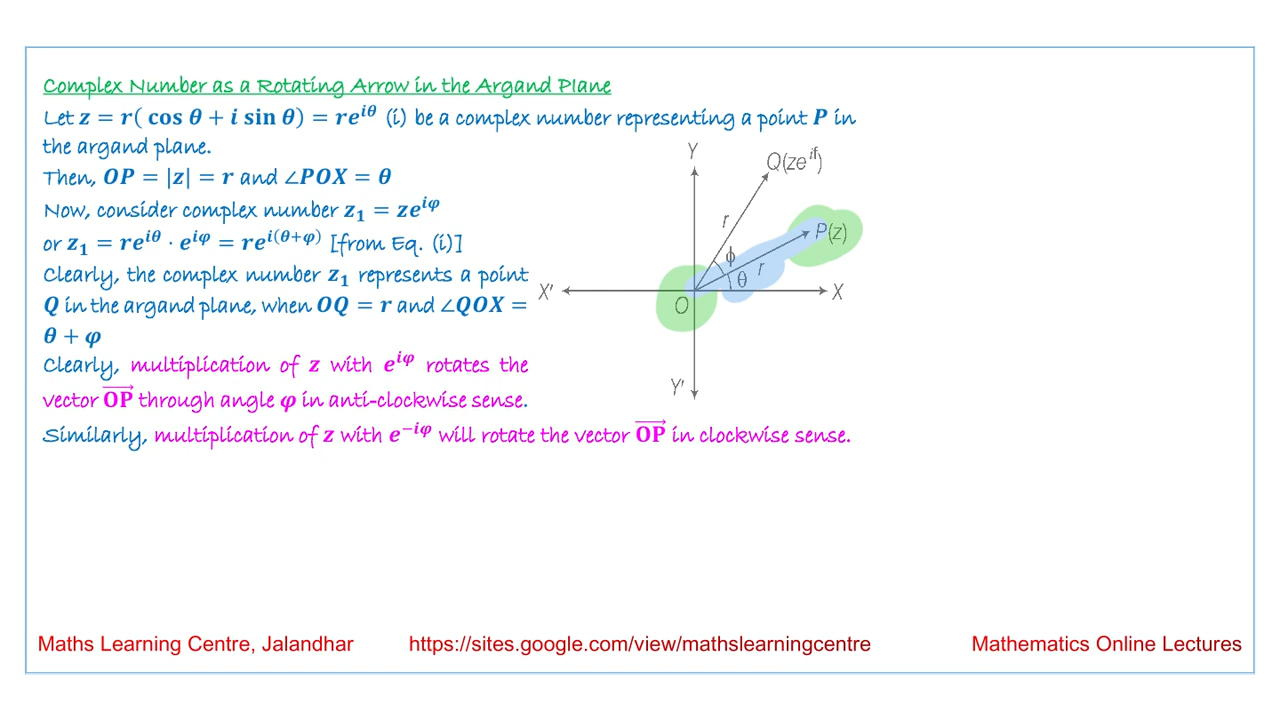 Complex Number as a Rotating Arrow in the Argand Plane
Let z = r( cos θ + i sin θ) = re^{iθ} (i) be a complex number representing a point P in
the argand plane.
Then, OP = |z| = r and ∠POX = θ
Now, consider complex number z₁ = ze^{iφ}
or z₁ = re^{iθ} · e^{iφ} = re^{i(θ+φ)} [from Eq. (i)]
Clearly, the complex number z₁ represents a point
Q in the argand plane, when OQ = r and ∠QOX =
θ + φ
Clearly, multiplication of z with e^{iφ} rotates the
vector \overrightarrow{OP} through angle φ in anti-clockwise sense.
Similarly, multiplication of z with e^{-iφ} will rotate the vector \overrightarrow{OP} in clockwise sense.
Y
Q(ze^{if})
r
P(z)
ϕ
r
θ
X'
X
O
Y'
Maths Learning Centre, Jalandhar
https://sites.google.com/view/mathslearningcentre
Mathematics Online Lectures